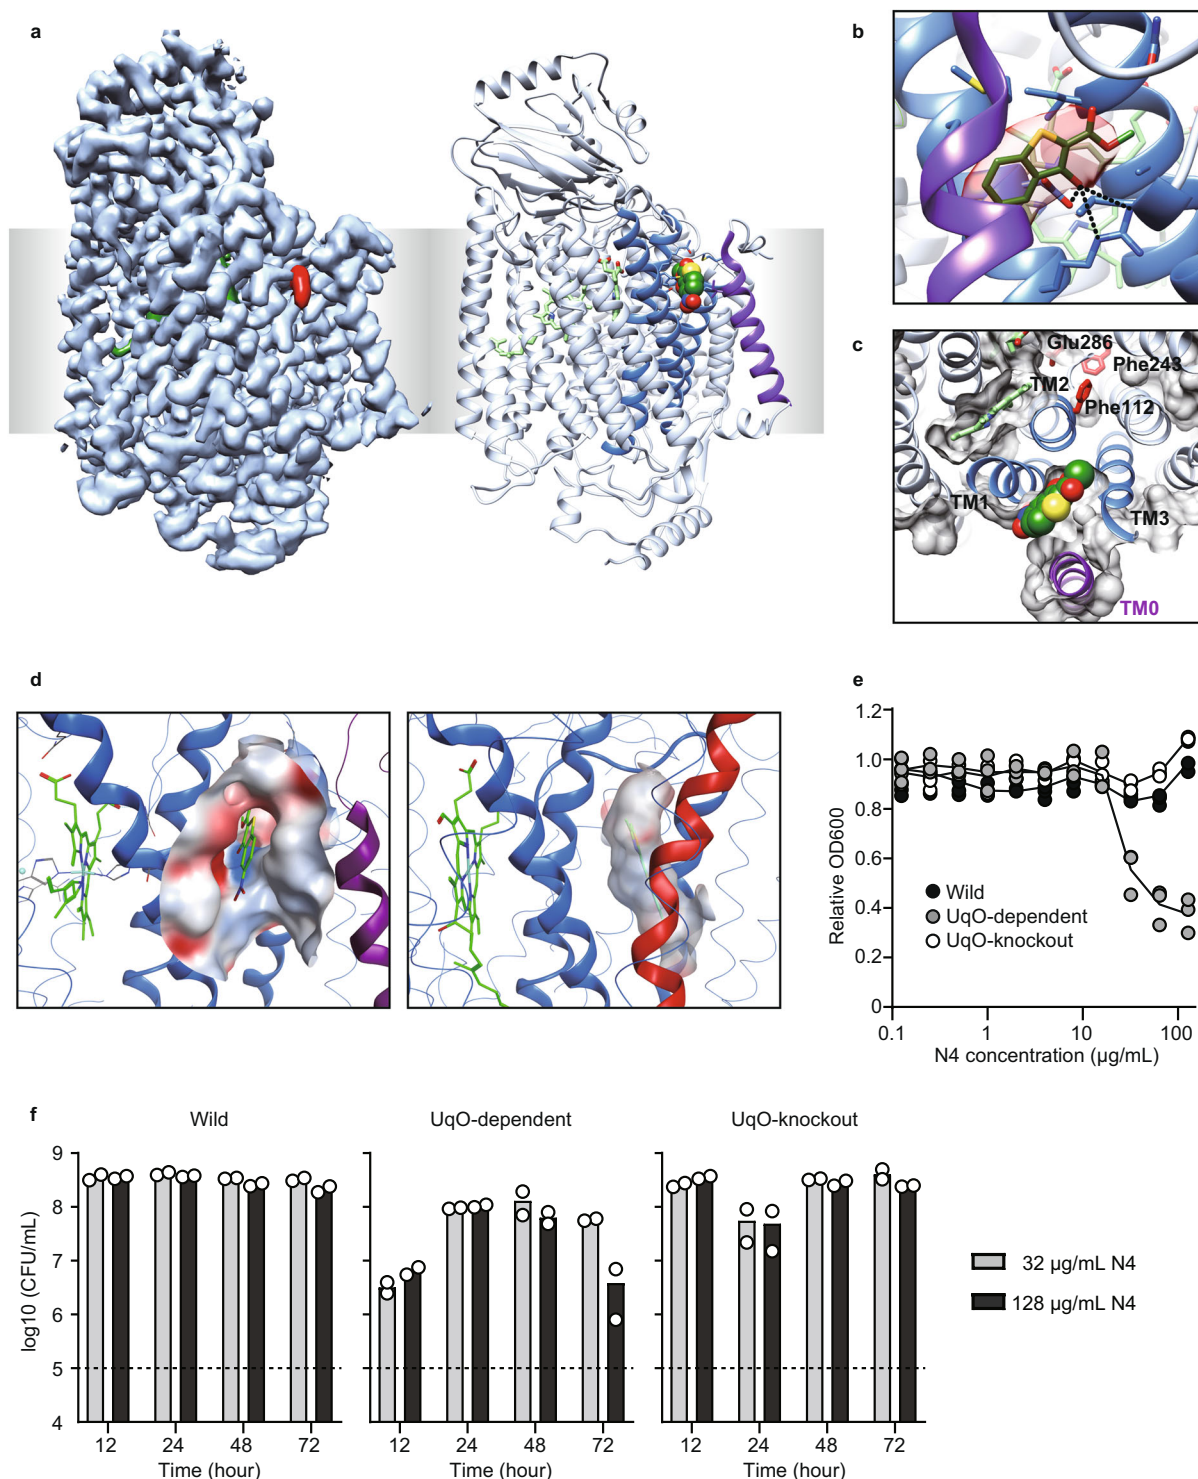 a
b
c
Glu286
Phe243
TM2
Phe112
TM1
TM3
TM0
d
e
1.2
1.0
0.8
0.6
0.4
0.2
0
Relative OD600
Wild
UqO-dependent
UqO-knockout
0.1
1
10
100
N4 concentration (µg/mL)
f
Wild
UqO-dependent
UqO-knockout
9
8
7
6
5
4
log10 (CFU/mL)
12
24
48
72
12
24
48
72
12
24
48
72
Time (hour)
Time (hour)
Time (hour)
32 µg/mL N4
128 µg/mL N4